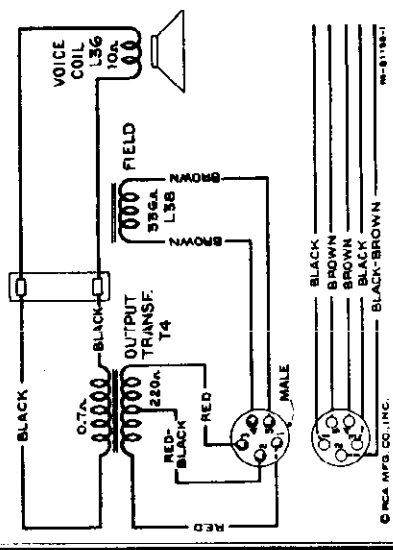 VOICE
COIL
L36
10Ω
FIELD
BROWN
336Ω
L38
BROWN
BLACK
BLACK
0.7Ω
OUTPUT
TRANSF.
T4
220Ω
RED-
BLACK
RED
RED
MALE
BLACK
BROWN
BROWN
BLACK
BLACK-BROWN
© RCA MFG. CO., INC.